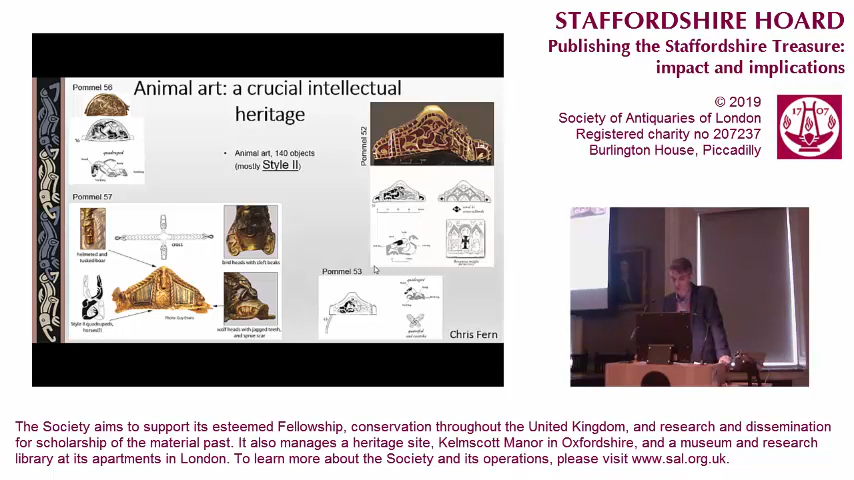 STAFFORDSHIRE HOARD
Publishing the Staffordshire Treasure:
impact and implications
© 2019
Society of Antiquaries of London
Registered charity no 207237
Burlington House, Piccadilly
17 07
Pommel 56
Animal art: a crucial intellectual
heritage
• Animal art, 140 objects
(mostly Style II)
quadruped
Pommel 52
Pommel 57
helmeted and
tusked boar
cross
bird heads with cleft beaks
Style II (quadrupeds,
horses?)
wolf heads with jagged teeth,
and spine scar
Pommel 53
quadruped
Chris Fern
The Society aims to support its esteemed Fellowship, conservation throughout the United Kingdom, and research and dissemination
for scholarship of the material past. It also manages a heritage site, Kelmscott Manor in Oxfordshire, and a museum and research
library at its apartments in London. To learn more about the Society and its operations, please visit www.sal.org.uk.